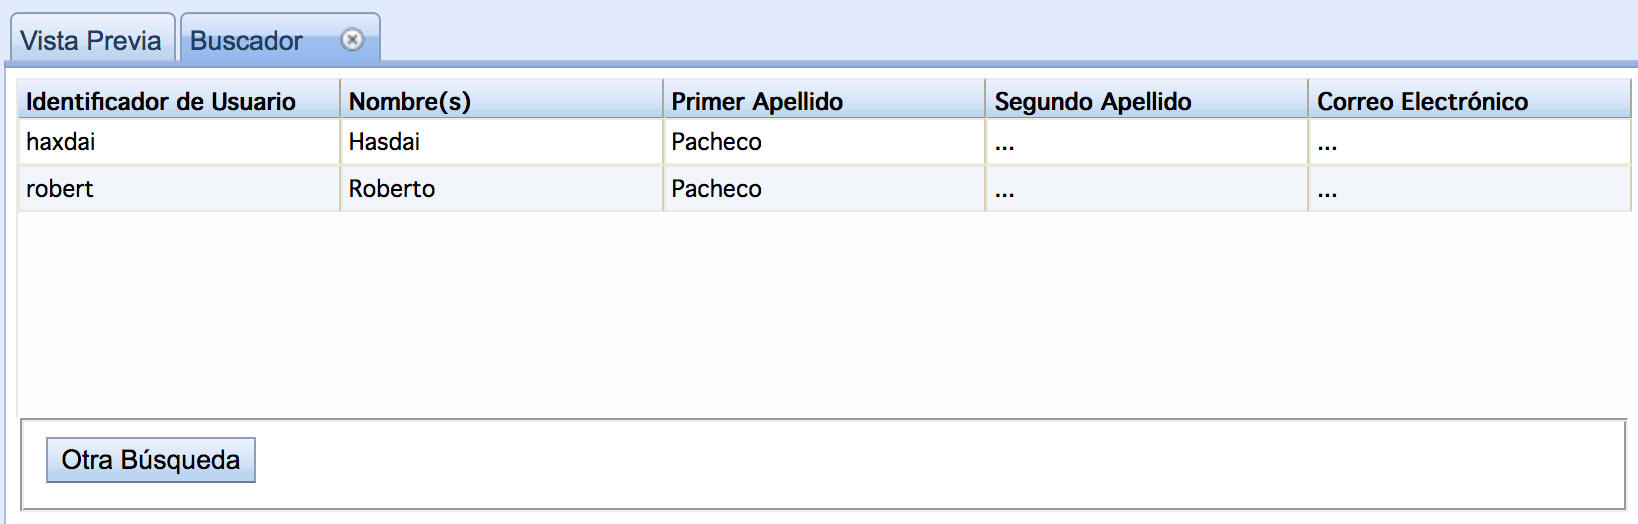 Vista Previa Buscador
Identificador de Usuario Nombre(s) Primer Apellido Segundo Apellido Correo Electrónico
haxdai Hasdai Pacheco ... ...
robert Roberto Pacheco ... ...
Otra Búsqueda